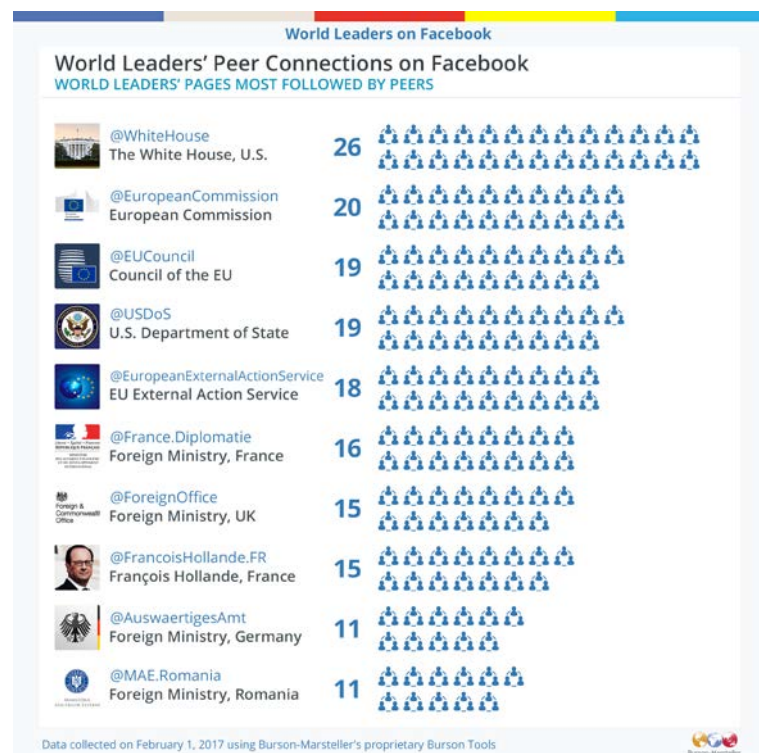 World Leaders on Facebook
World Leaders' Peer Connections on Facebook
WORLD LEADERS' PAGES MOST FOLLOWED BY PEERS
@WhiteHouse
The White House, U.S.
26
@EuropeanCommission
European Commission
20
@EUCouncil
Council of the EU
19
@USDoS
U.S. Department of State
19
@EuropeanExternalActionService
EU External Action Service
18
@France.Diplomatie
Foreign Ministry, France
16
Foreign &
Commonwealth
Office
@ForeignOffice
Foreign Ministry, UK
15
@FrancoisHollande.FR
François Hollande, France
15
@AuswaertigesAmt
Foreign Ministry, Germany
11
@MAE.Romania
Foreign Ministry, Romania
11
Data collected on February 1, 2017 using Burson-Marsteller's proprietary Burson Tools